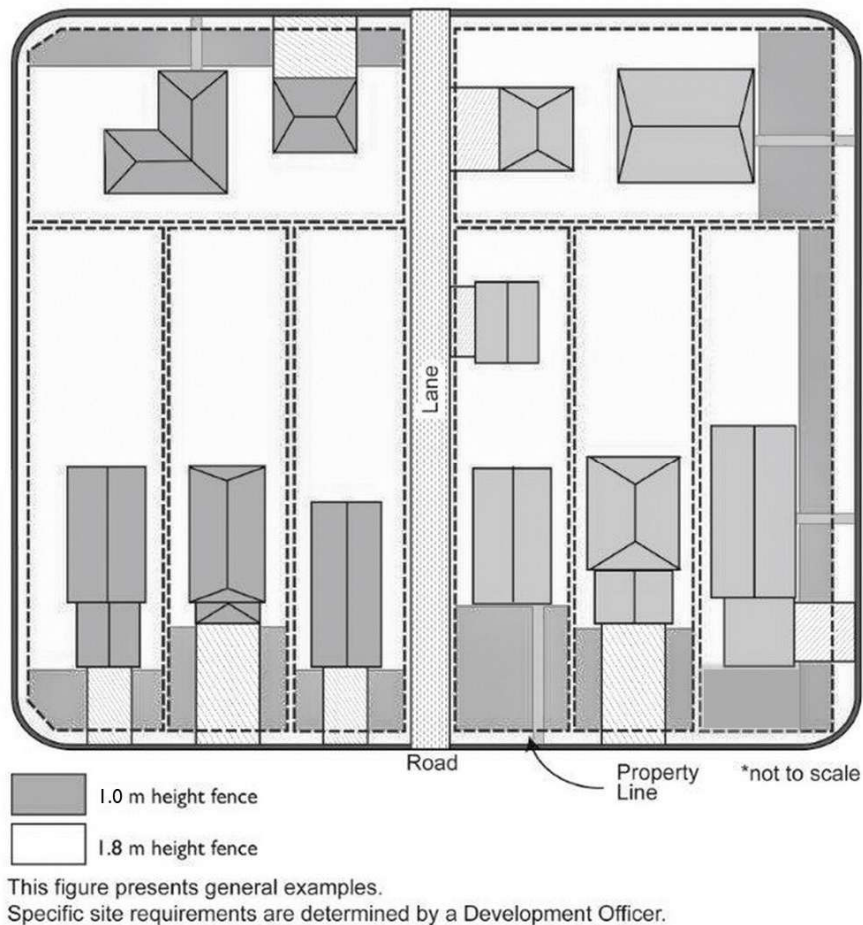 Lane
Road
Property
Line
*not to scale
1.0 m height fence
1.8 m height fence
This figure presents general examples.
Specific site requirements are determined by a Development Officer.